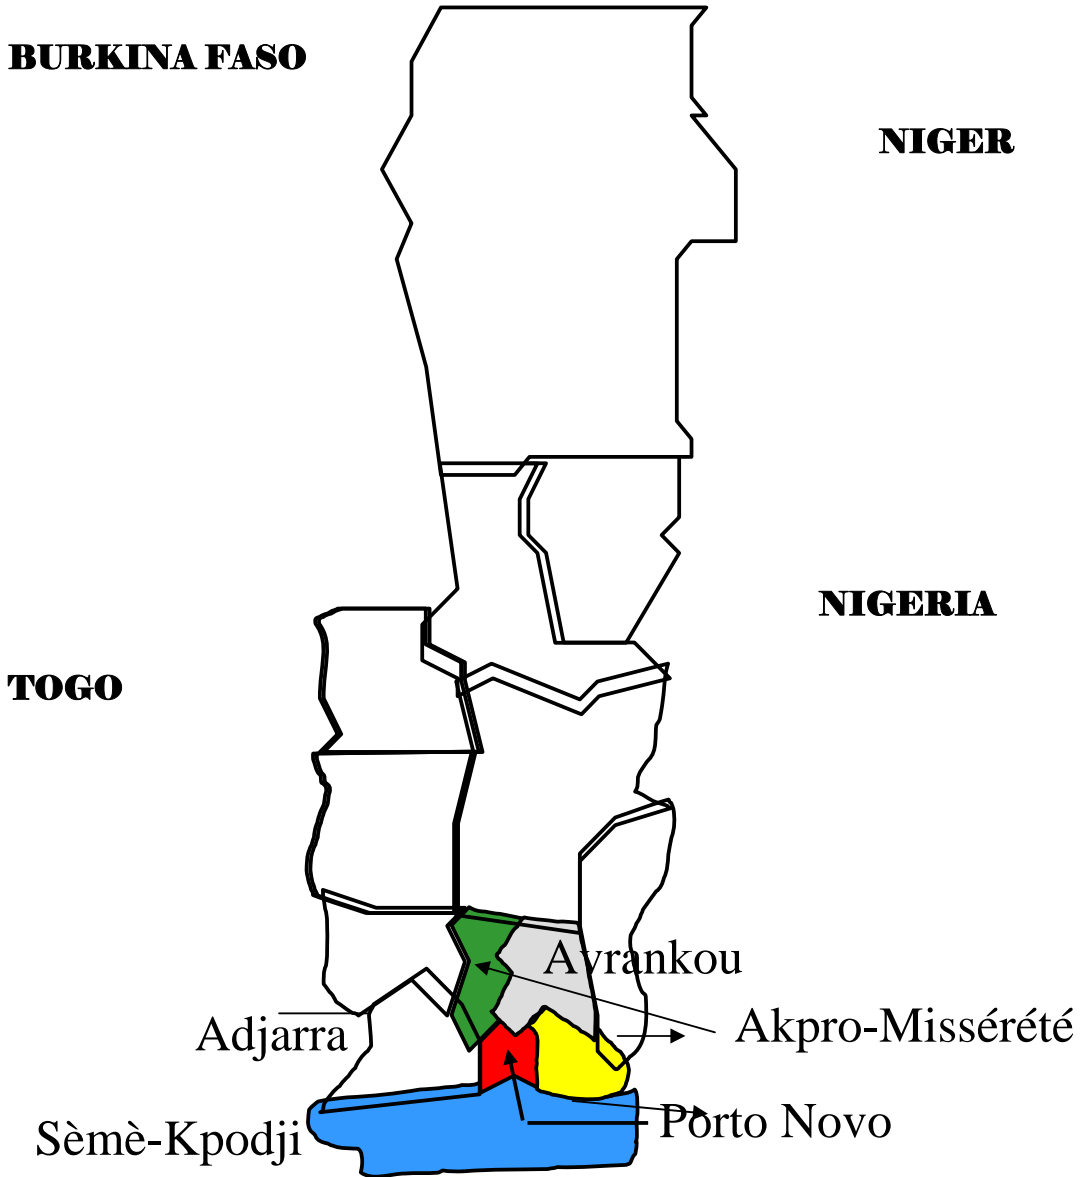 BURKINA FASO
NIGER
NIGERIA
TOGO
Avrankou
Adjarra
Akpro-Missérété
Sèmè-Kpodji
Porto Novo